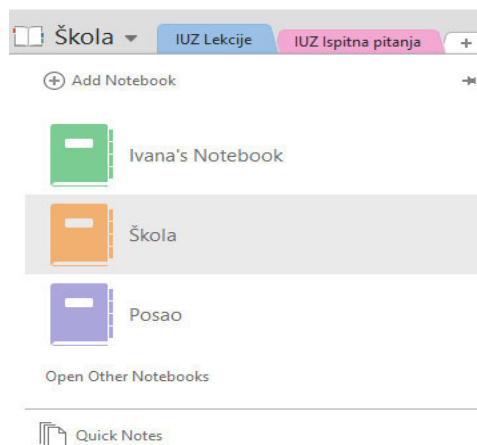 Škola IUZ Lekcije IUZ Ispitna pitanja +
Add Notebook
Ivana's Notebook
Škola
Posao
Open Other Notebooks
Quick Notes